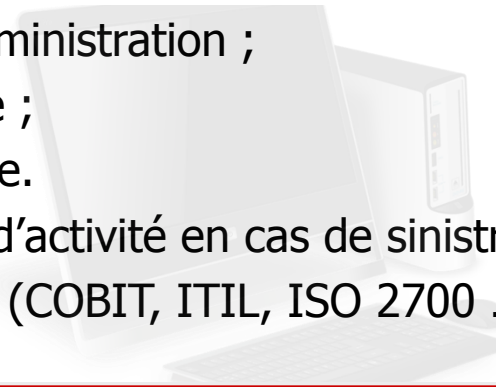 ministration ;
e ;
e.
d’activité en cas de sinistr
(COBIT, ITIL, ISO 2700 .